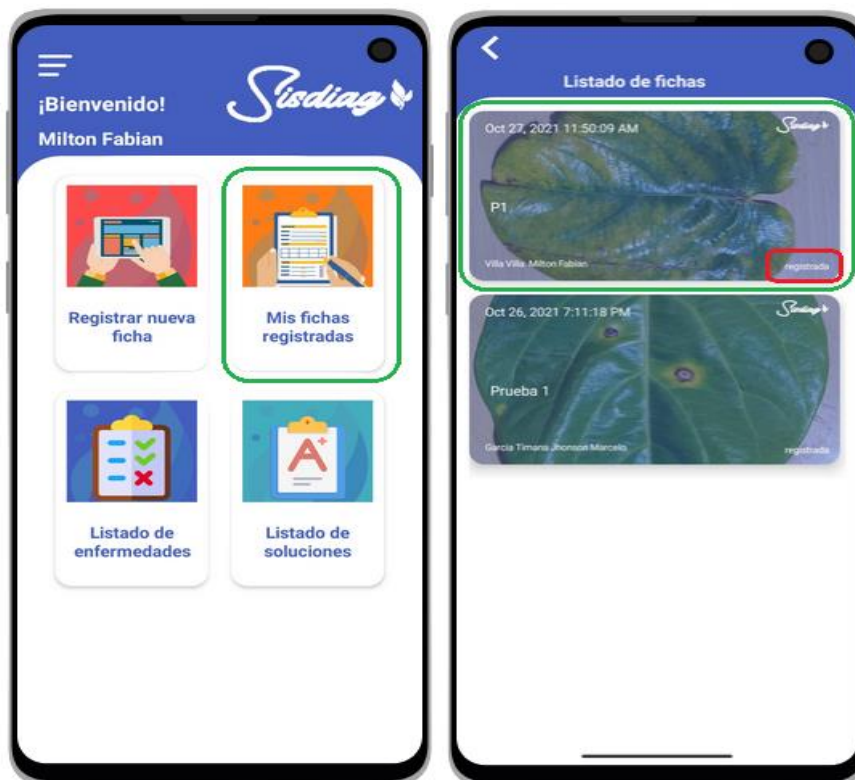 ¡Bienvenido!
Sisdiag
Milton Fabian
Registrar nueva
ficha
Mis fichas
registradas
Listado de
enfermedades
A+
Listado de
soluciones
Listado de fichas
Oct 27, 2021 11:50:09 AM
Sisdiag
P1
Villa Villa Milton Fabian
registrada
Oct 26, 2021 7:11:18 PM
Sisdiag
Prueba 1
Garcia Timana Jhonson Marcelo
registrada